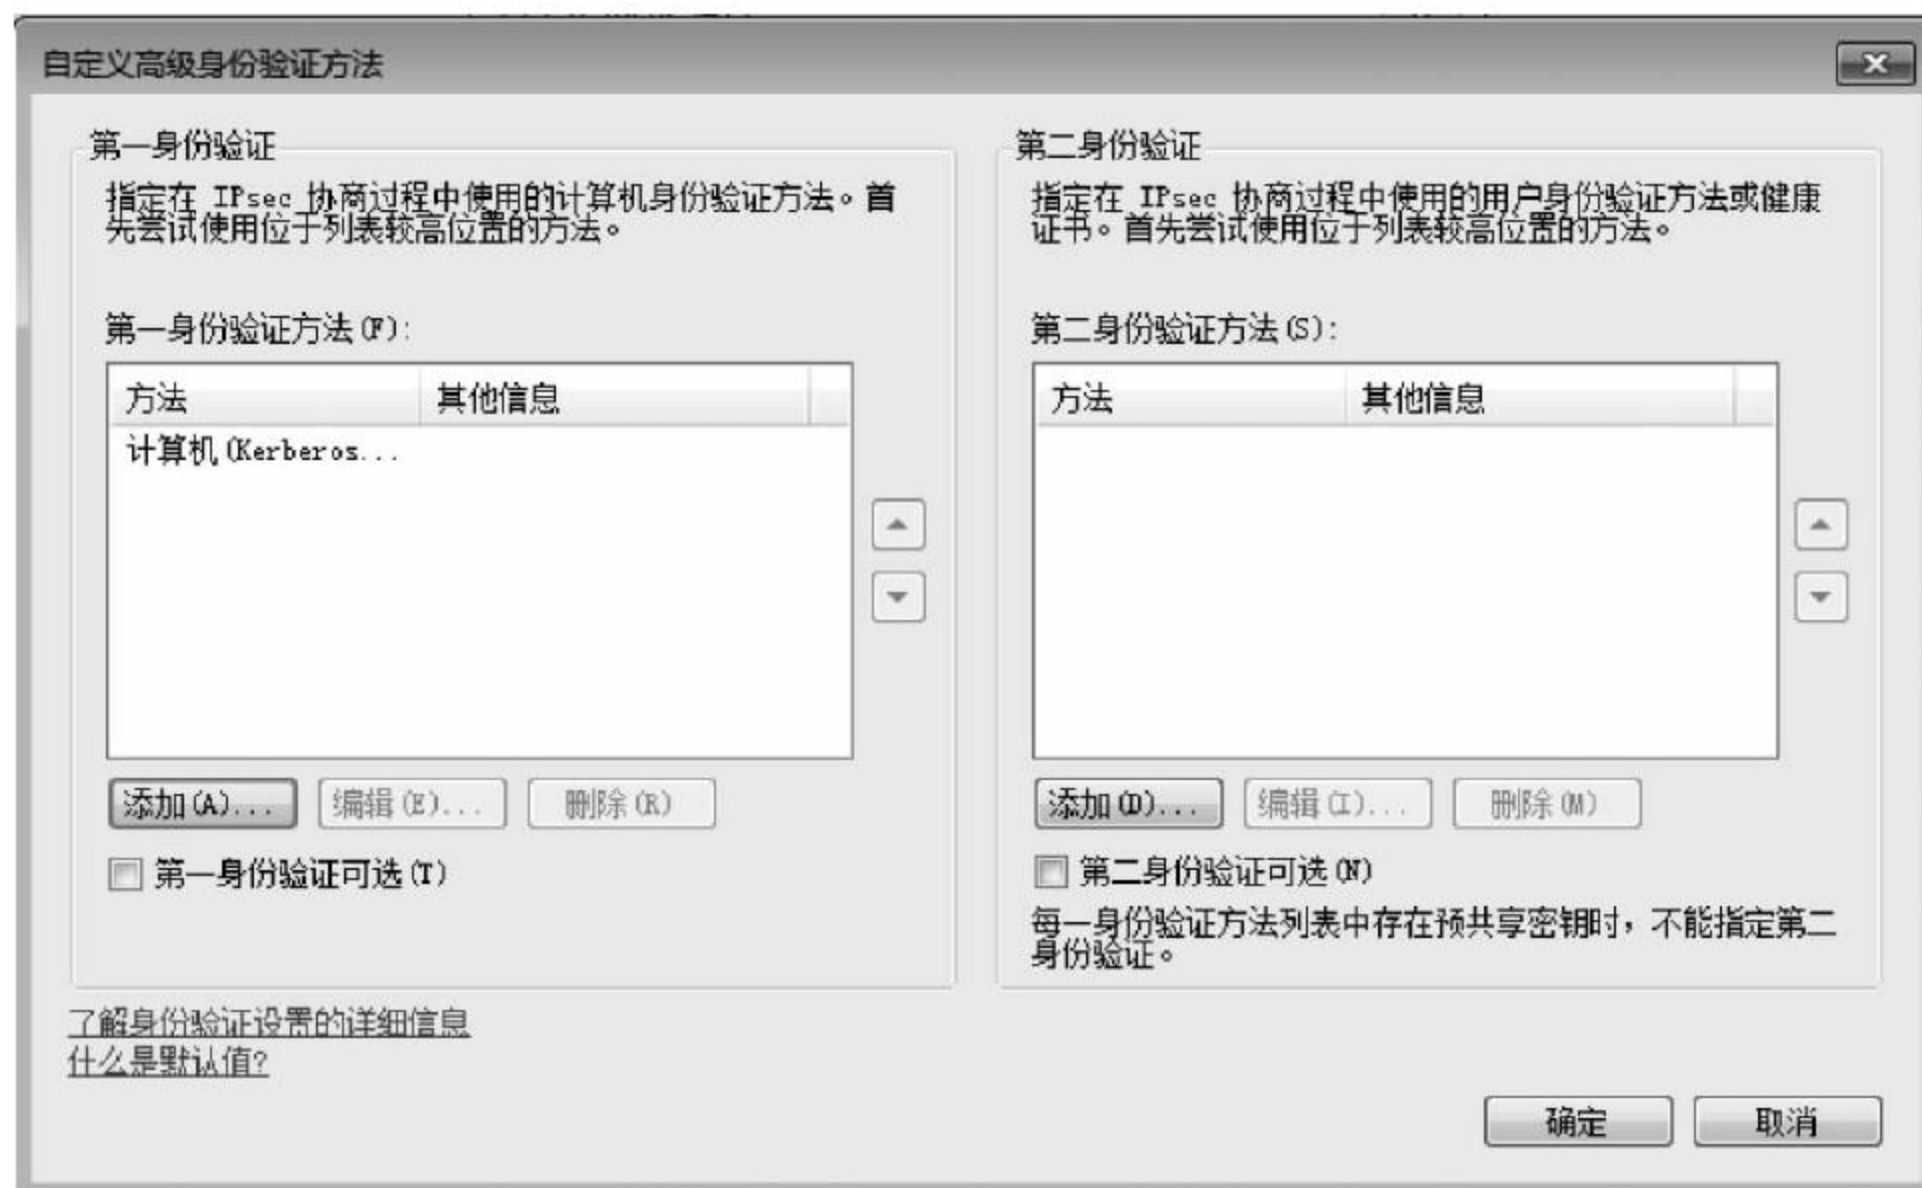 自定义高级身份验证方法
第一身份验证
指定在 IPsec 协商过程中使用的计算机身份验证方法。首
先尝试使用位于列表较高位置的方法。
第一身份验证方法(F):
方法 其他信息
计算机(Kerberos...
添加(A)... 编辑(E)... 删除(R)
第一身份验证可选(T)
第二身份验证
指定在 IPsec 协商过程中使用的用户身份验证方法或健康
证书。首先尝试使用位于列表较高位置的方法。
第二身份验证方法(S):
方法 其他信息
添加(D)... 编辑(I)... 删除(M)
第二身份验证可选(N)
每一身份验证方法列表中存在预共享密钥时，不能指定第二
身份验证。
了解身份验证设置的详细信息
什么是默认值?
确定 取消